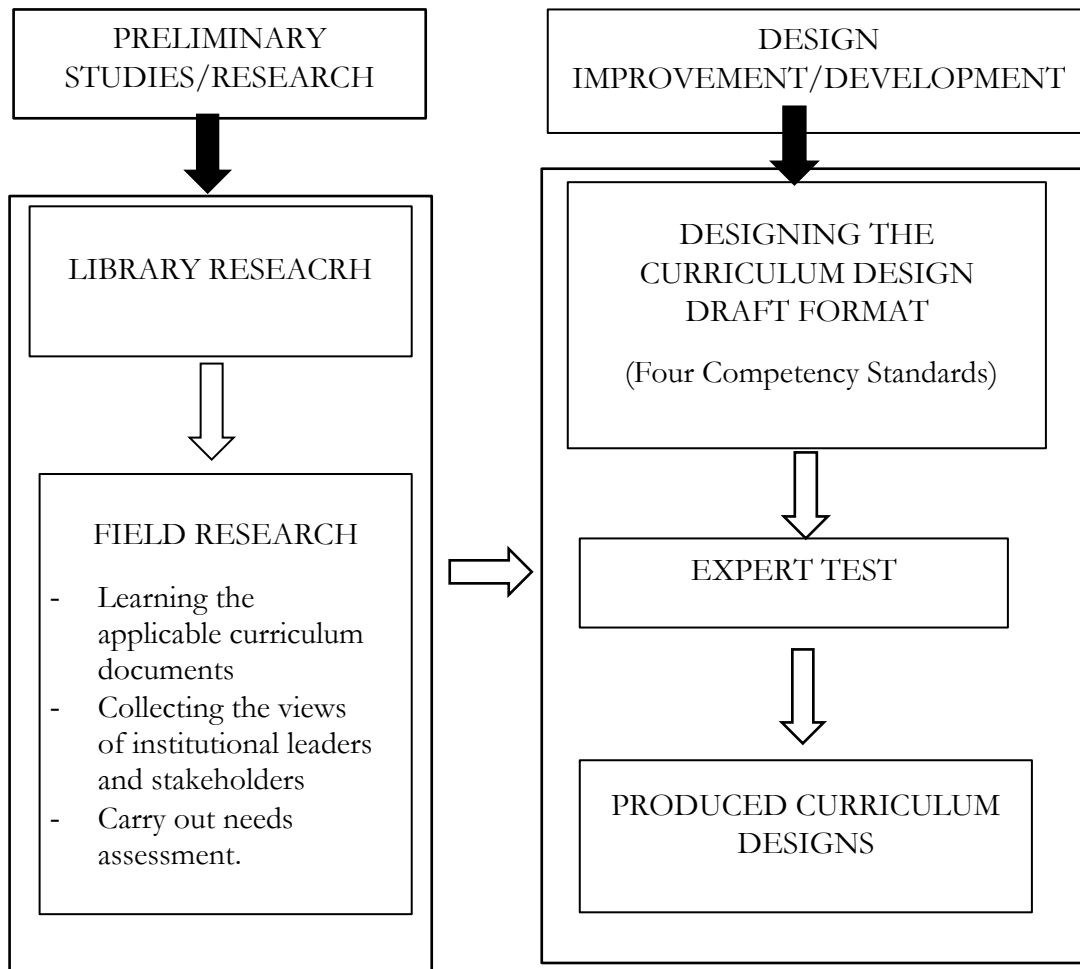 PRELIMINARY
STUDIES/RESEARCH
LIBRARY RESEACRH
FIELD RESEARCH
- Learning the
applicable curriculum
documents
- Collecting the views
of institutional leaders
and stakeholders
- Carry out needs
assessment.
DESIGN
IMPROVEMENT/DEVELOPMENT
DESIGNING THE
CURRICULUM DESIGN
DRAFT FORMAT
(Four Competency Standards)
EXPERT TEST
PRODUCED CURRICULUM
DESIGNS